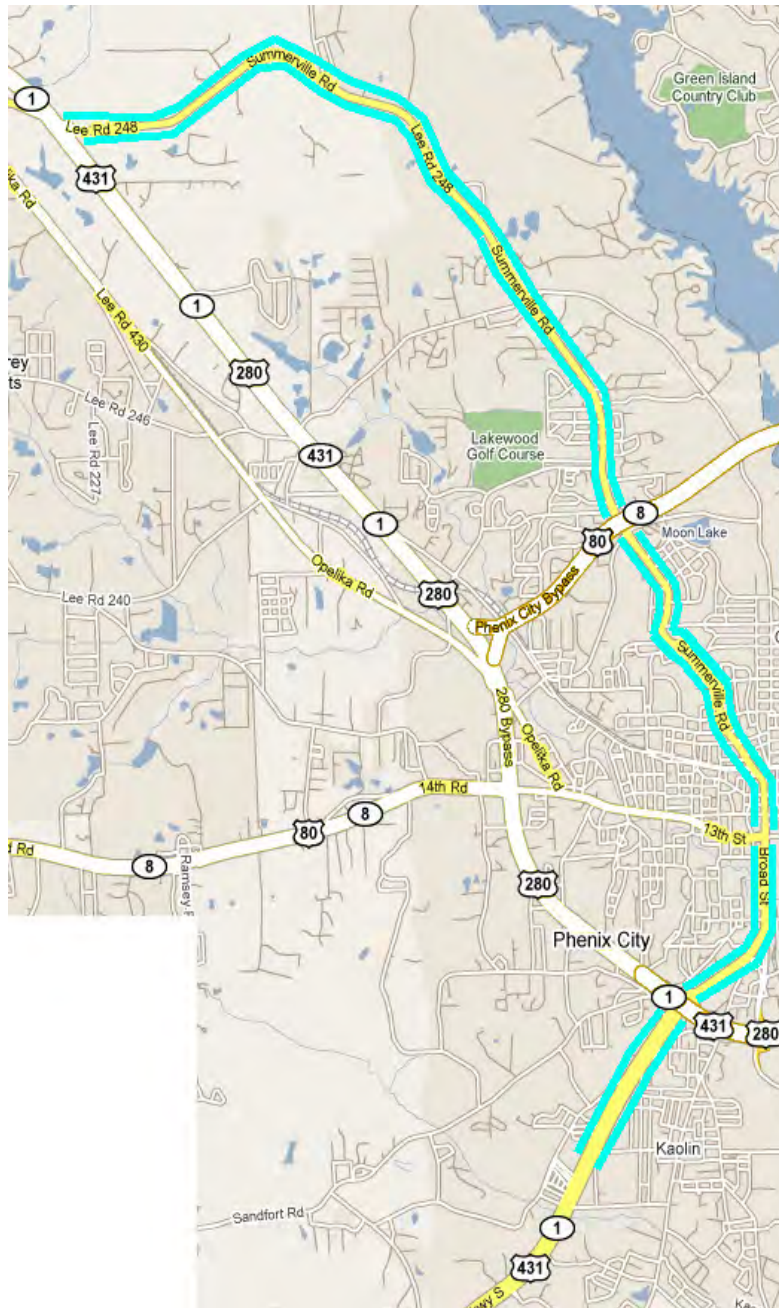 Summerville Rd
Green Island
Country Club
1
Lee Rd 248
431
Lee Rd 248
Summerville Rd
1
Lee Rd 430
280
Lee Rd 246
Lee Rd 227
431
Lakewood
Golf Course
8
1
80
Moon Lake
Opelika Rd
280
Lee Rd 240
Phenix City Bypass
Summerville Rd
280 Bypass
Opelika Rd
14th Rd
8
80
13th St
Rd
8
Broad St
280
Phenix City
1
431
280
Kaolin
Sandfort Rd
1
431